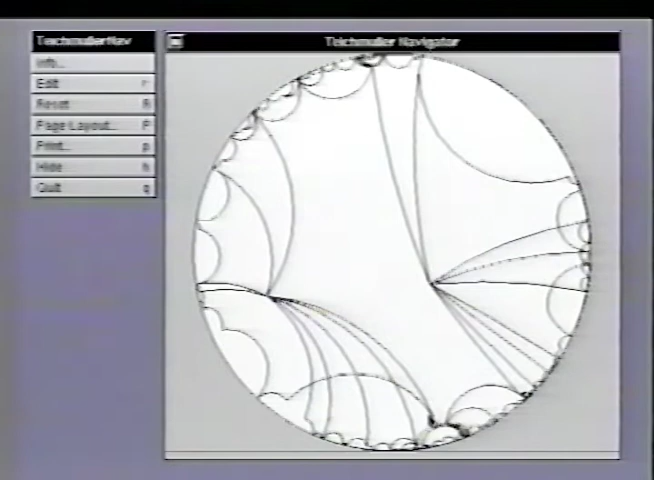 TeichmullerNav
Teichmuller Navigator
Info...
Edit r
Reset R
Page Layout... P
Print... p
Hide h
Quit q